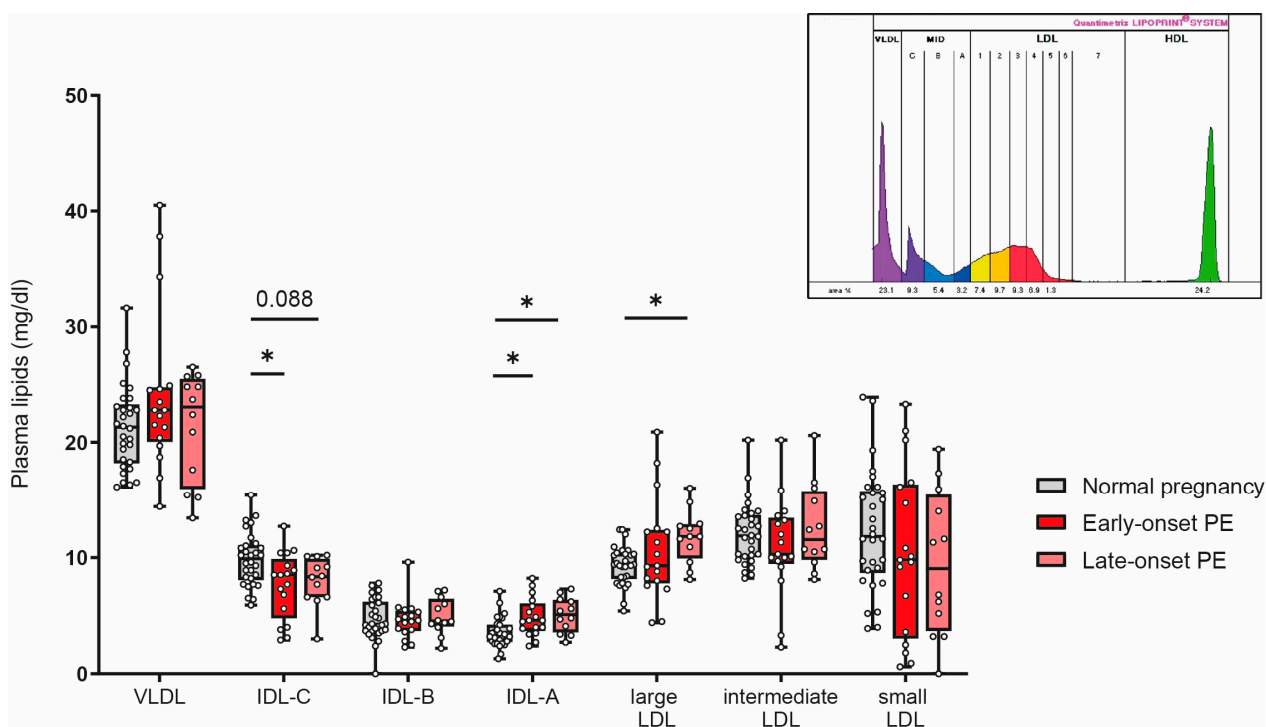 Quantimetrix LIPOPRINT® SYSTEM
VLDL MID LDL HDL
C B A 1 2 3 4 5 6 7
area % 23.1 9.3 5.4 3.2 7.4 9.7 9.3 6.9 1.3 24.2
Plasma lipids (mg/dl)
50
40
30
20
10
0
0.088
*
*
*
*
VLDL IDL-C IDL-B IDL-A large LDL intermediate LDL small LDL
Normal pregnancy
Early-onset PE
Late-onset PE